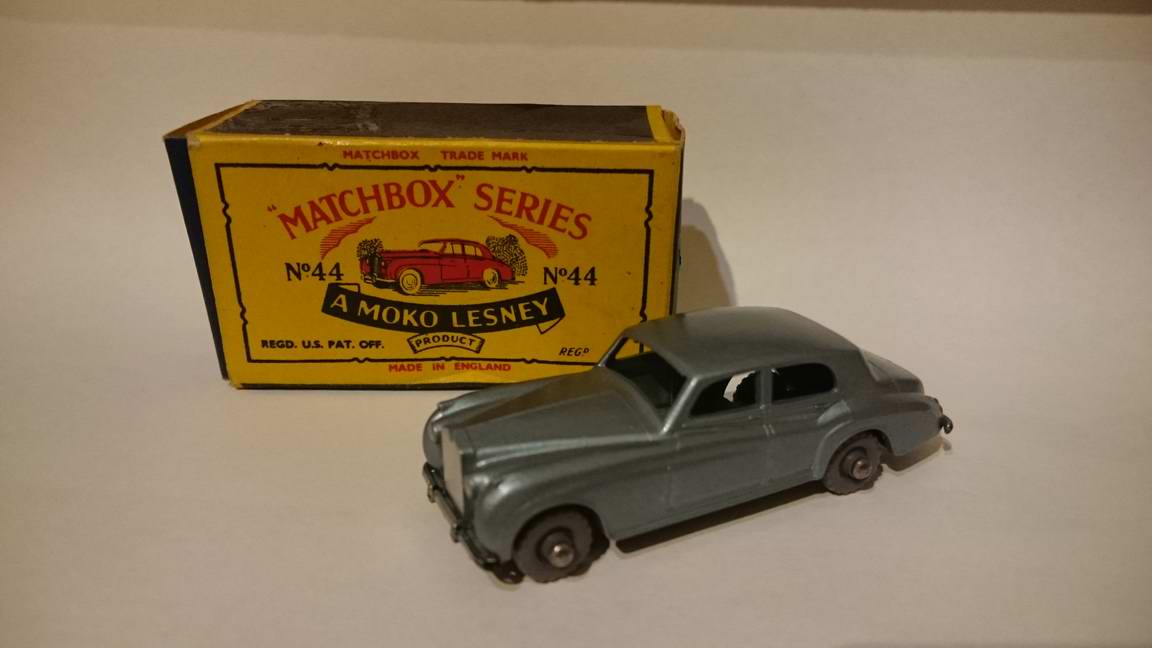 MATCHBOX TRADE MARK
"MATCHBOX" SERIES
Nº44 Nº44
A MOKO LESNEY
PRODUCT
REGD. U.S. PAT. OFF. REGD
MADE IN ENGLAND